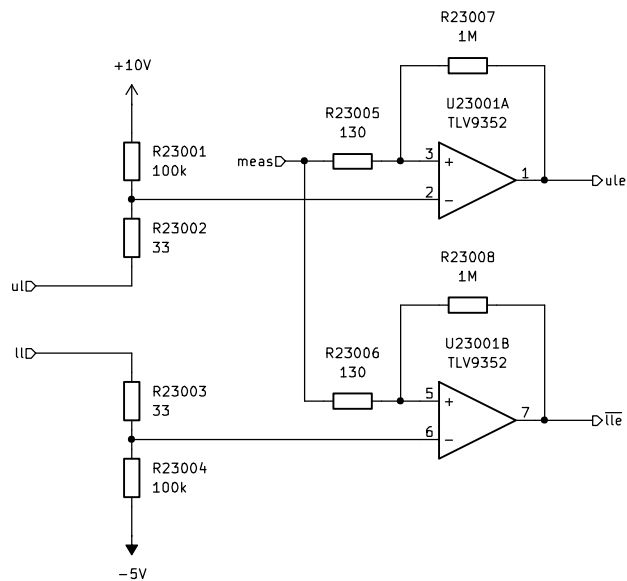 R23007
1M
+10V
U23001A
TLV9352
R23005
130
R23001
100k
meas
3
+
1
ule
2
−
R23002
33
ul
R23008
1M
ll
U23001B
TLV9352
R23006
130
R23003
33
5
+
7
lle
6
−
R23004
100k
−5V